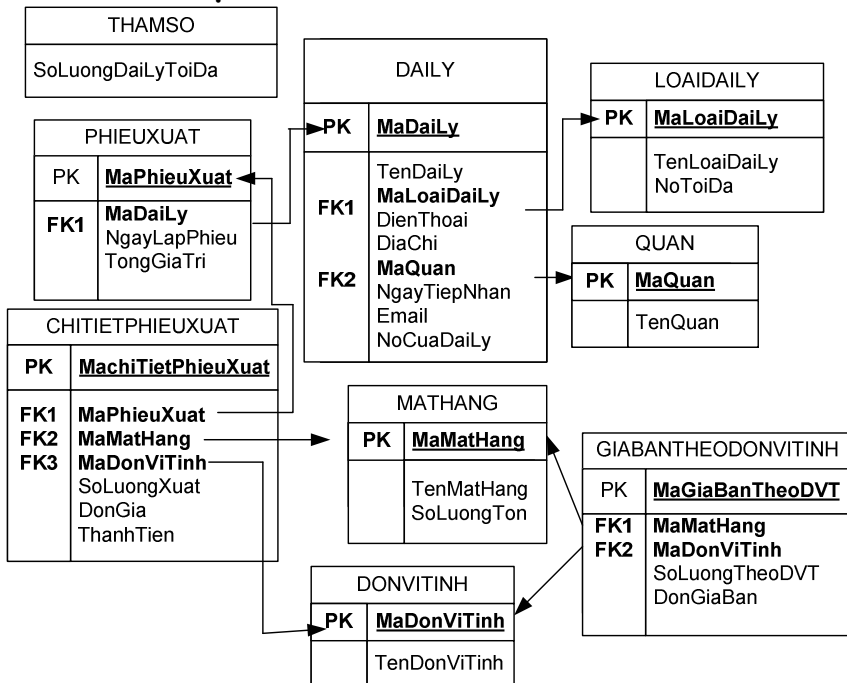 THAMSO
SoLuongDaiLyToiDa
DAILY
PK MaDaiLy
TenDaiLy
FK1 MaLoaiDaiLy
DienThoai
DiaChi
FK2 MaQuan
NgayTiepNhan
Email
NoCuaDaiLy
LOAIDAILY
PK MaLoaiDaiLy
TenLoaiDaiLy
NoToiDa
PHIEUXUAT
PK MaPhieuXuat
FK1 MaDaiLy
NgayLapPhieu
TongGiaTri
QUAN
PK MaQuan
TenQuan
CHITIETPHIEUXUAT
PK MachiTietPhieuXuat
FK1 MaPhieuXuat
FK2 MaMatHang
FK3 MaDonViTinh
SoLuongXuat
DonGia
ThanhTien
MATHANG
PK MaMatHang
TenMatHang
SoLuongTon
GIABANTHEODONVITINH
PK MaGiaBanTheoDVT
FK1 MaMatHang
FK2 MaDonViTinh
SoLuongTheoDVT
DonGiaBan
DONVITINH
PK MaDonViTinh
TenDonViTinh